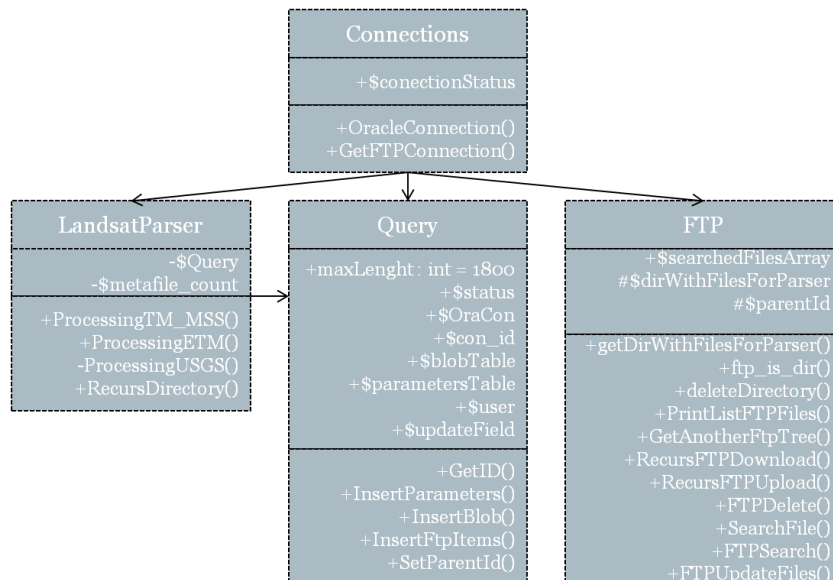 Connections
+$conectionStatus
+OracleConnection()
+GetFTPConnection()
LandsatParser
-$Query
-$metafile_count
+ProcessingTM_MSS()
+ProcessingETM()
-ProcessingUSGS()
+RecursDirectory()
Query
+maxLenght: int = 1800
+$status
+$OraCon
+$con_id
+$blobTable
+$parametersTable
+$user
+$updateField
+GetID()
+InsertParameters()
+InsertBlob()
+InsertFtpItems()
+SetParentId()
FTP
+$searchedFilesArray
#$dirWithFilesForParser
#$parentId
+getDirWithFilesForParser()
+ftp_is_dir()
+deleteDirectory()
+PrintListFTPFiles()
+GetAnotherFtpTree()
+RecursFTPDownload()
+RecursFTPUpload()
+FTPDelete()
+SearchFile()
+FTPSearch()
+FTPUpdateFiles()